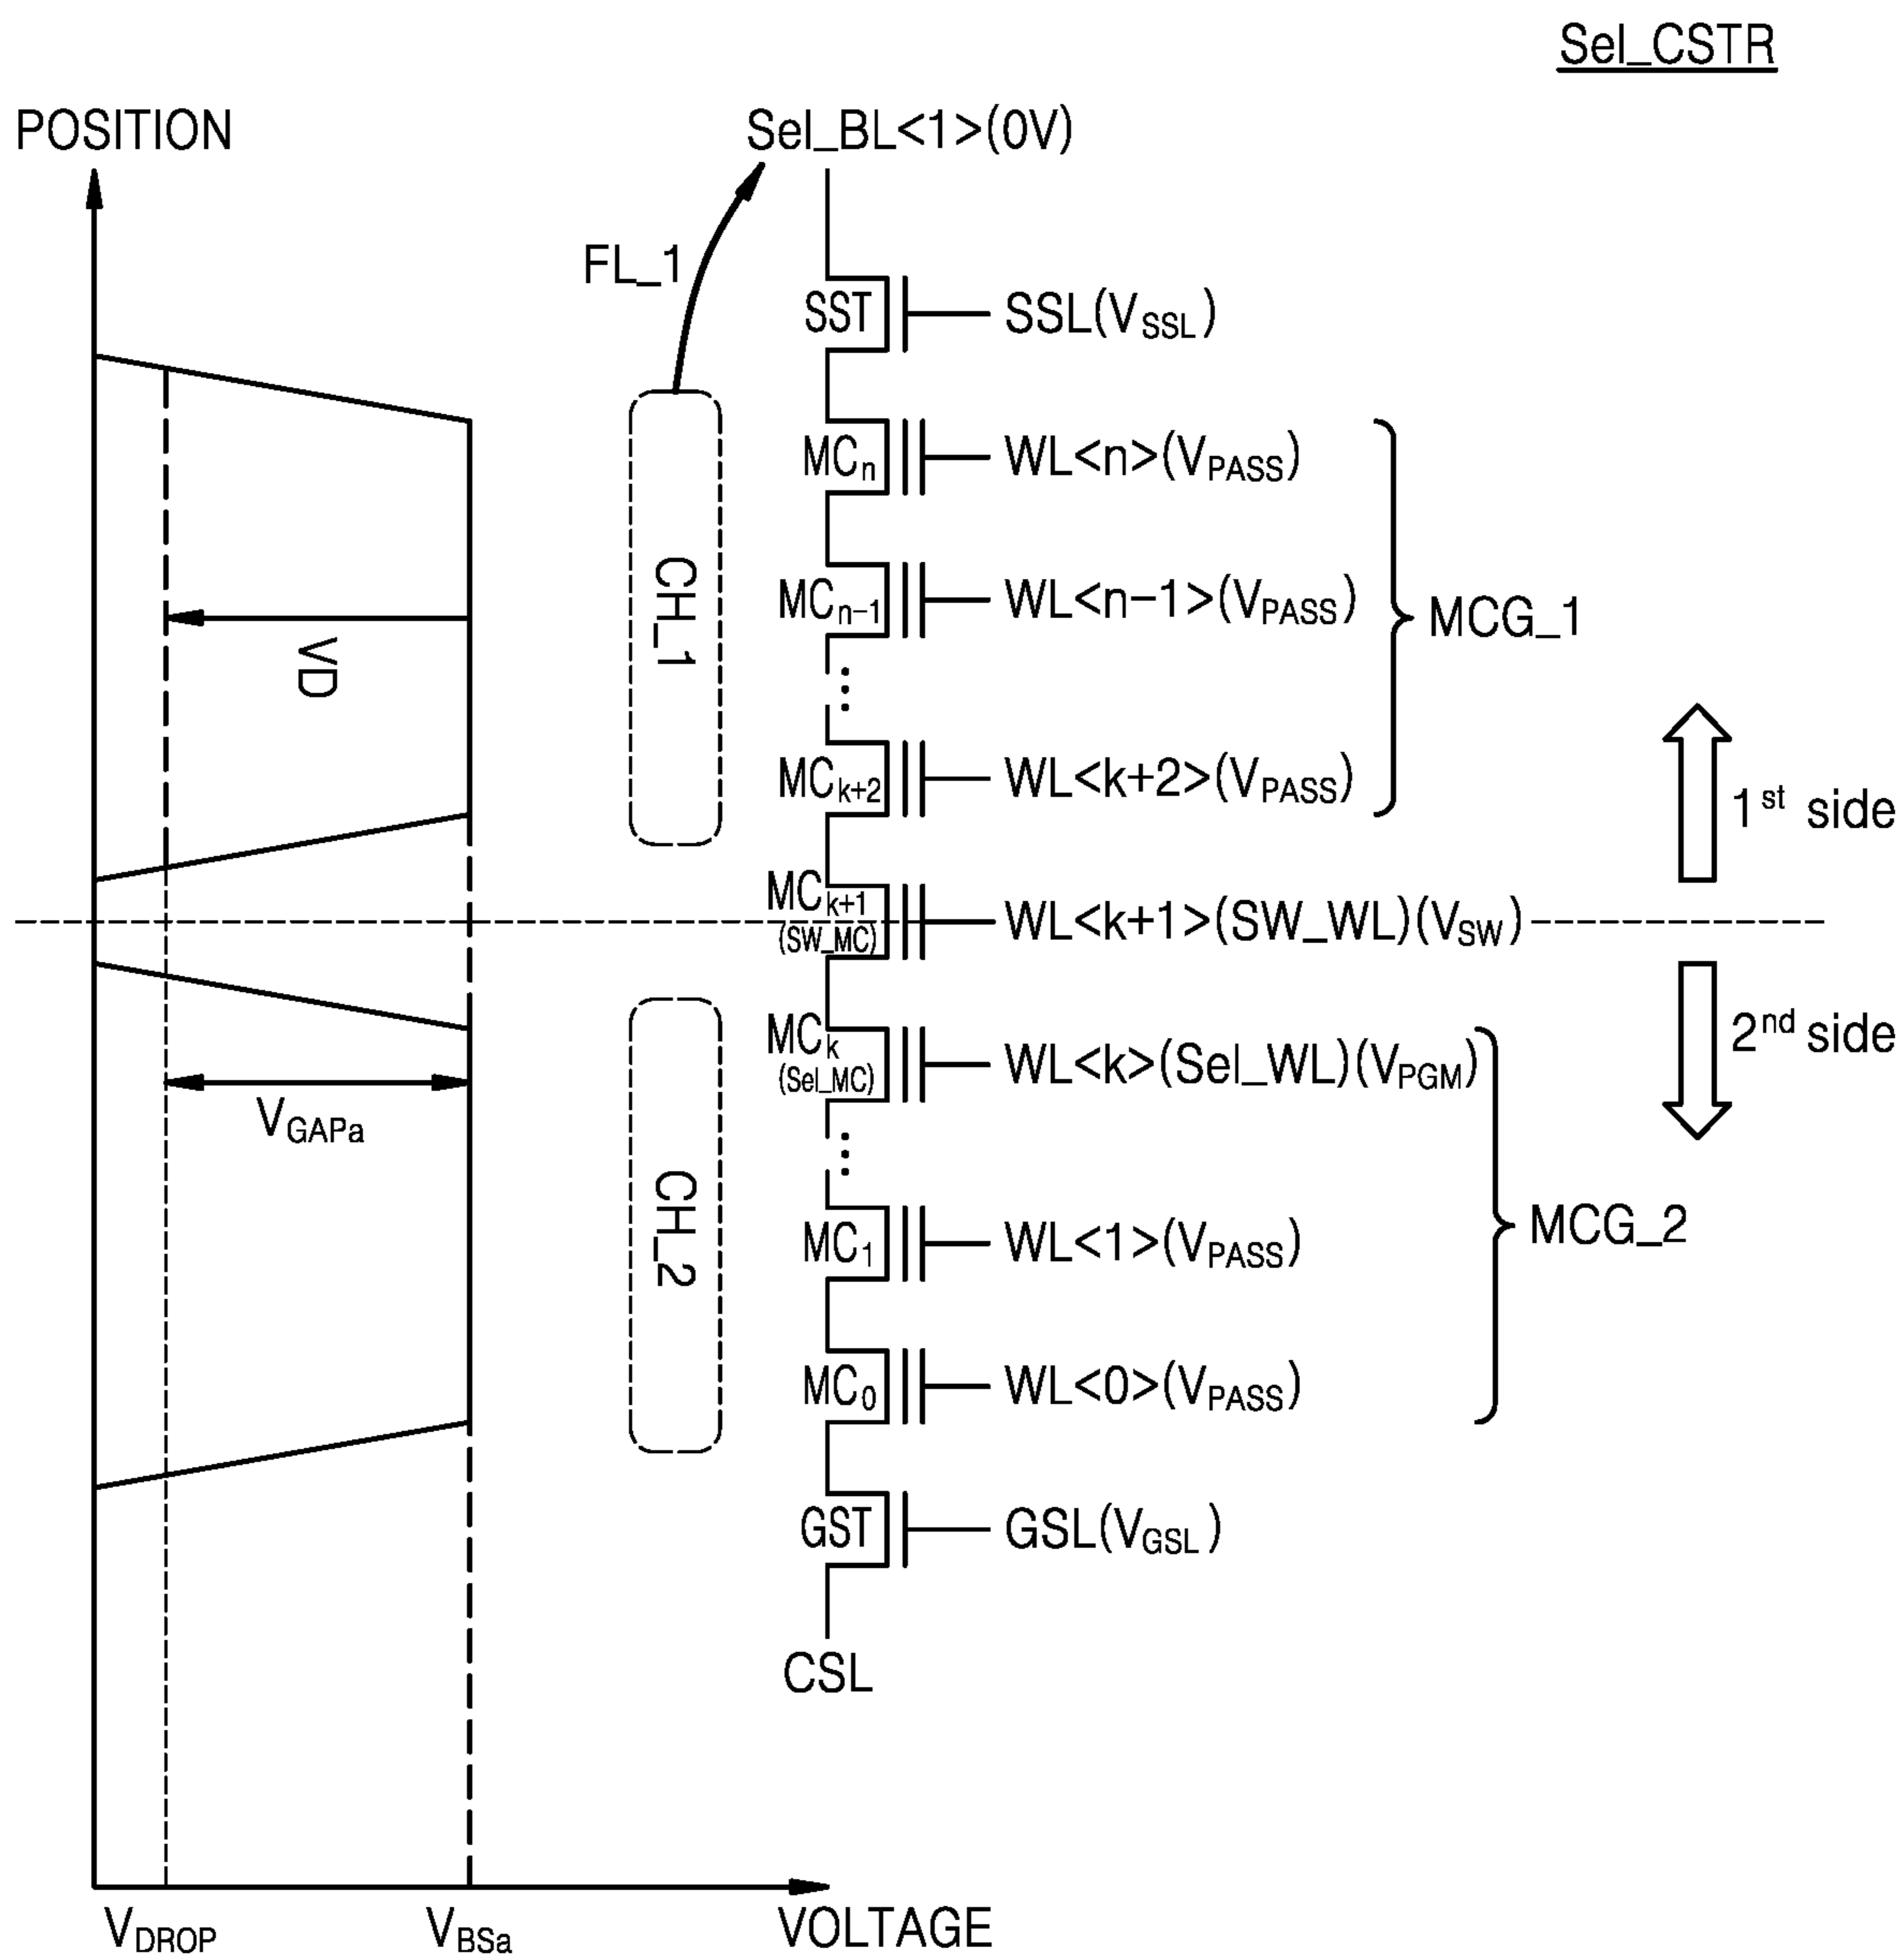 Sel_CSTR
POSITION
Sel_BL<1>(0V)
FL_1
SST
SSL(VSSL)
MCn
WL<n>(VPASS)
CH_1
MCn-1
WL<n-1>(VPASS)
MCG_1
VD
⋮
MCk+2
WL<k+2>(VPASS)
1st side
MCk+1
(SW_MC)
WL<k+1>(SW_WL)(VSW)
MCk
(Sel_MC)
WL<k>(Sel_WL)(VPGM)
2nd side
VGAPa
⋮
CH_2
MC1
WL<1>(VPASS)
MCG_2
MC0
WL<0>(VPASS)
GST
GSL(VGSL)
CSL
VDROP
VBSa
VOLTAGE